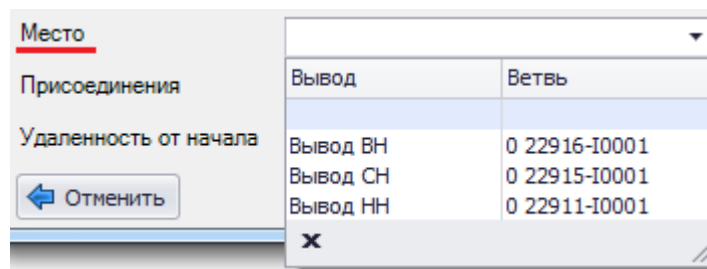 Место
Вывод Ветвь
Присоединения
Удаленность от начала
Вывод ВН 0 22916-I0001
Вывод СН 0 22915-I0001
Вывод НН 0 22911-I0001
Отменить
x